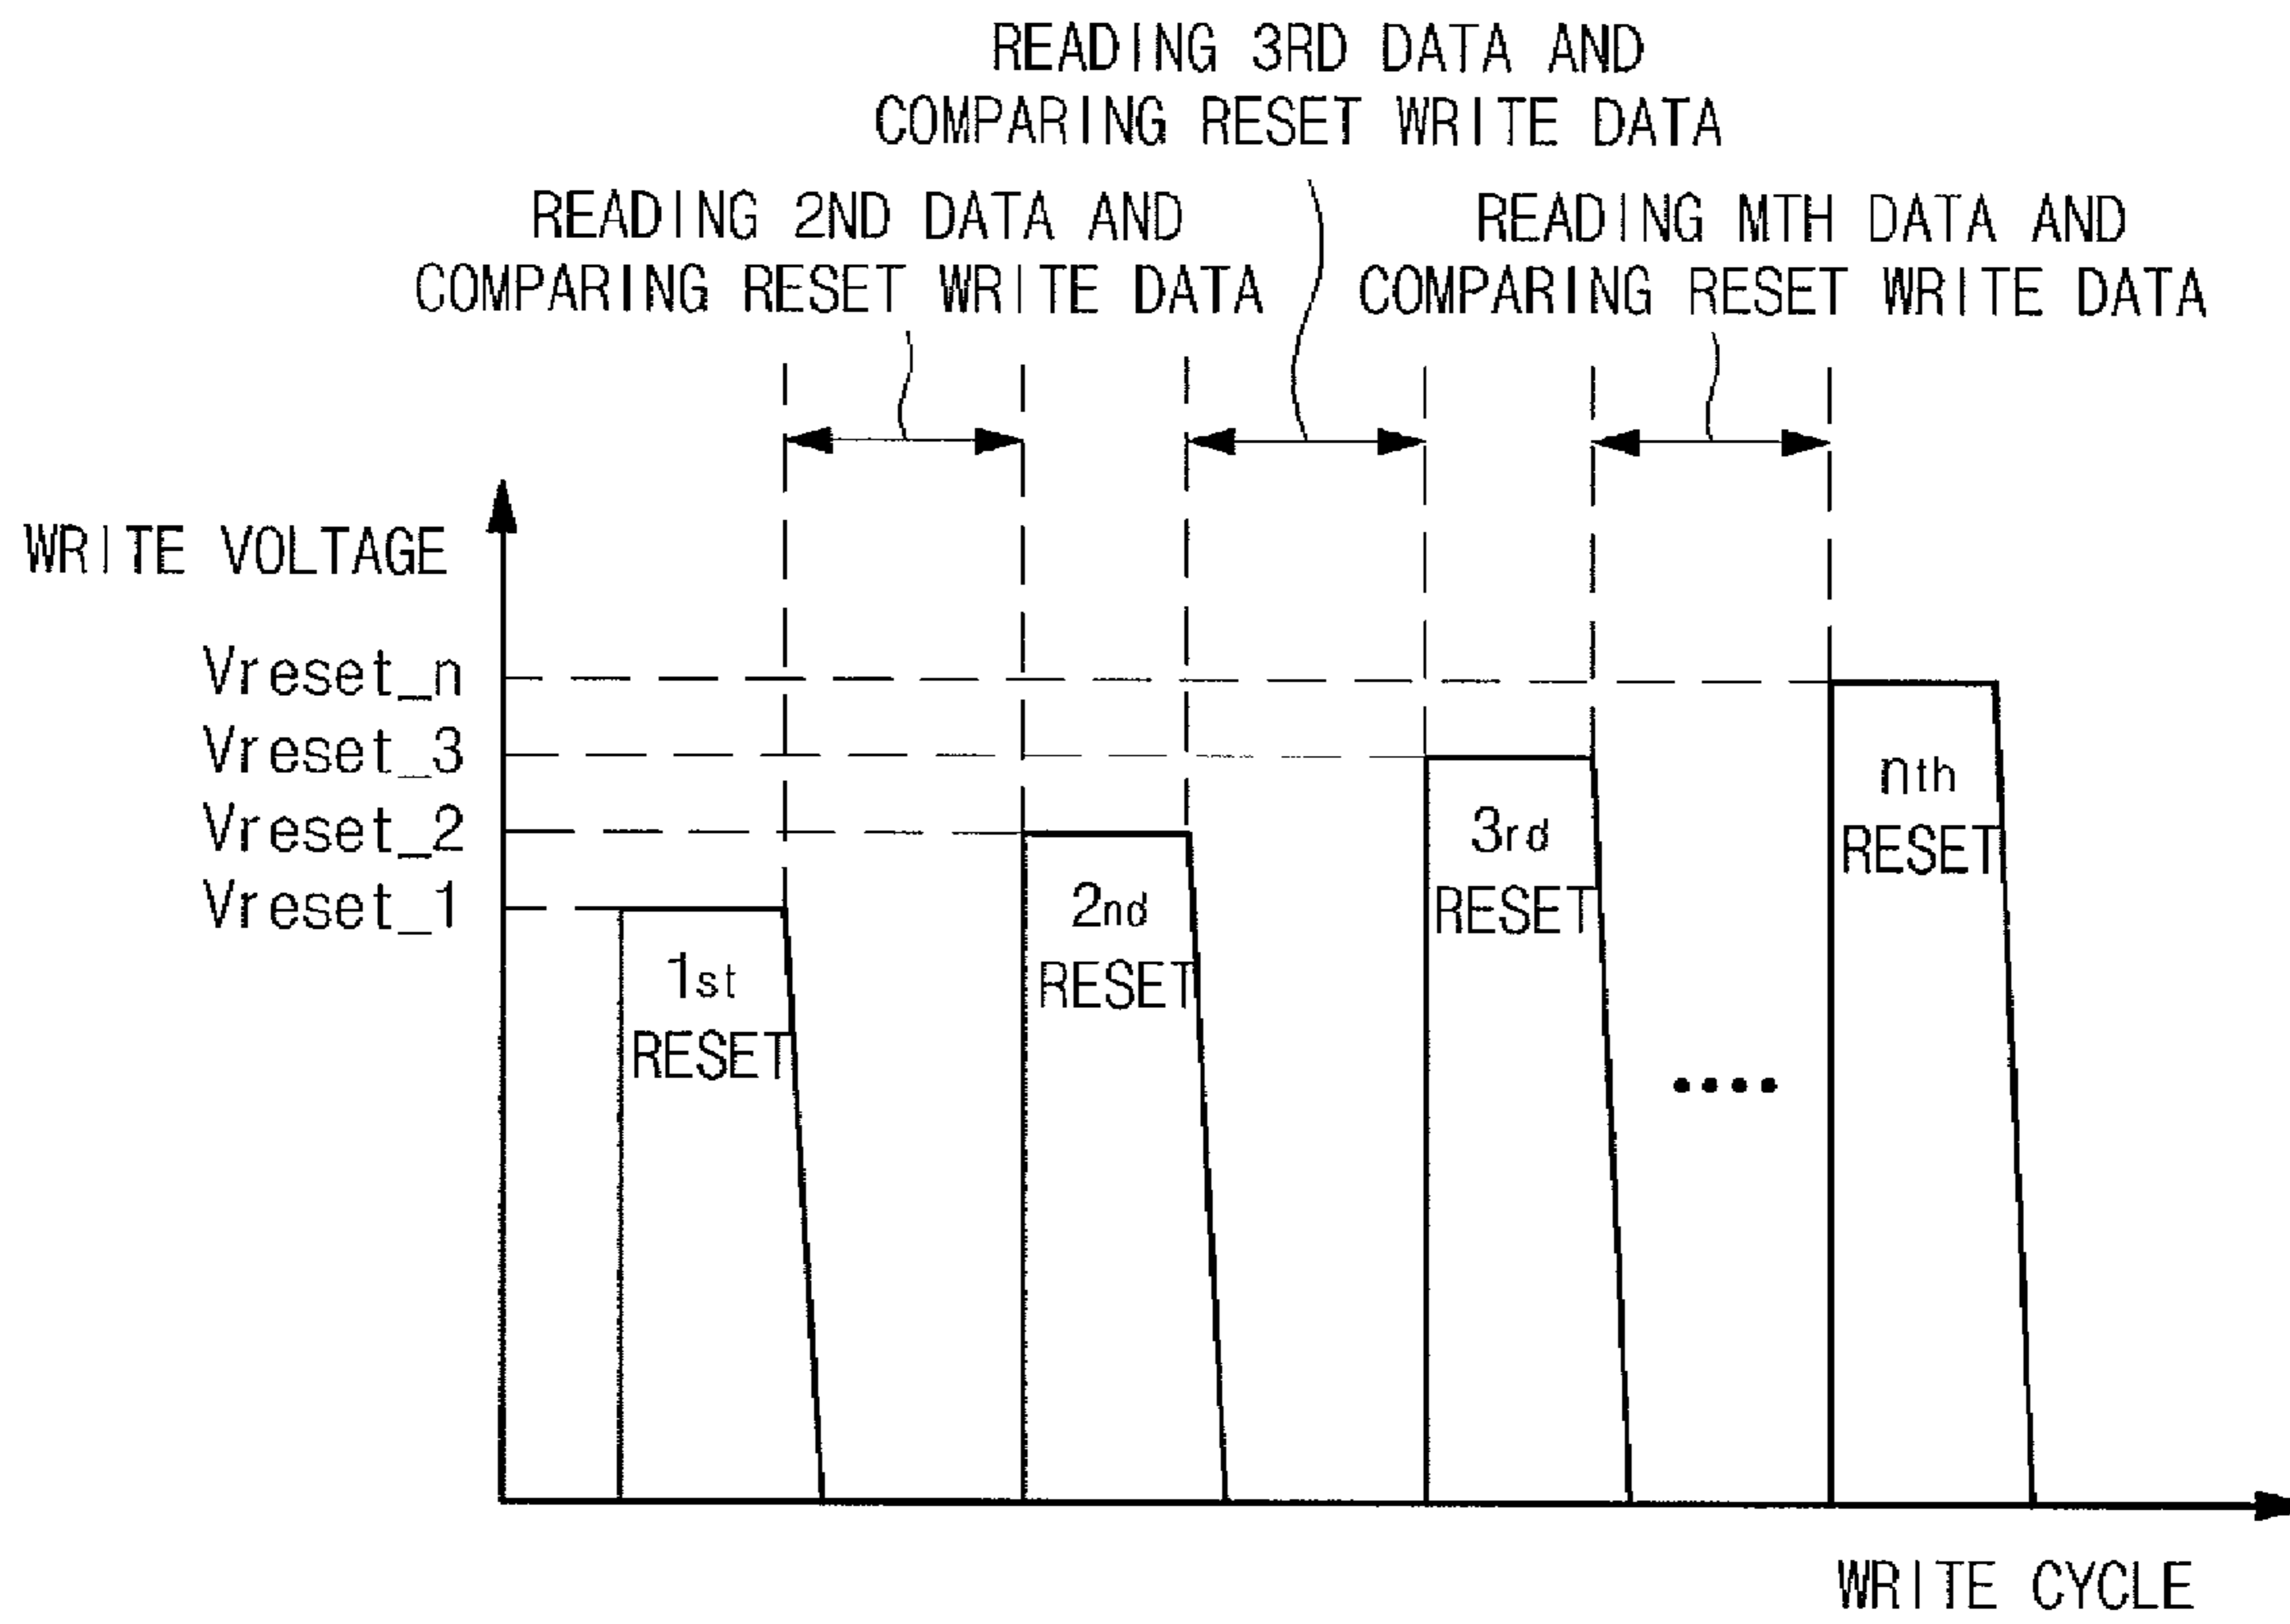 READING 3RD DATA AND
COMPARING RESET WRITE DATA
READING 2ND DATA AND
COMPARING RESET WRITE DATA
READING MTH DATA AND
COMPARING RESET WRITE DATA
WRITE VOLTAGE
Vreset_n
Vreset_3
Vreset_2
Vreset_1
1st
RESET
2nd
RESET
3rd
RESET
....
nth
RESET
WRITE CYCLE